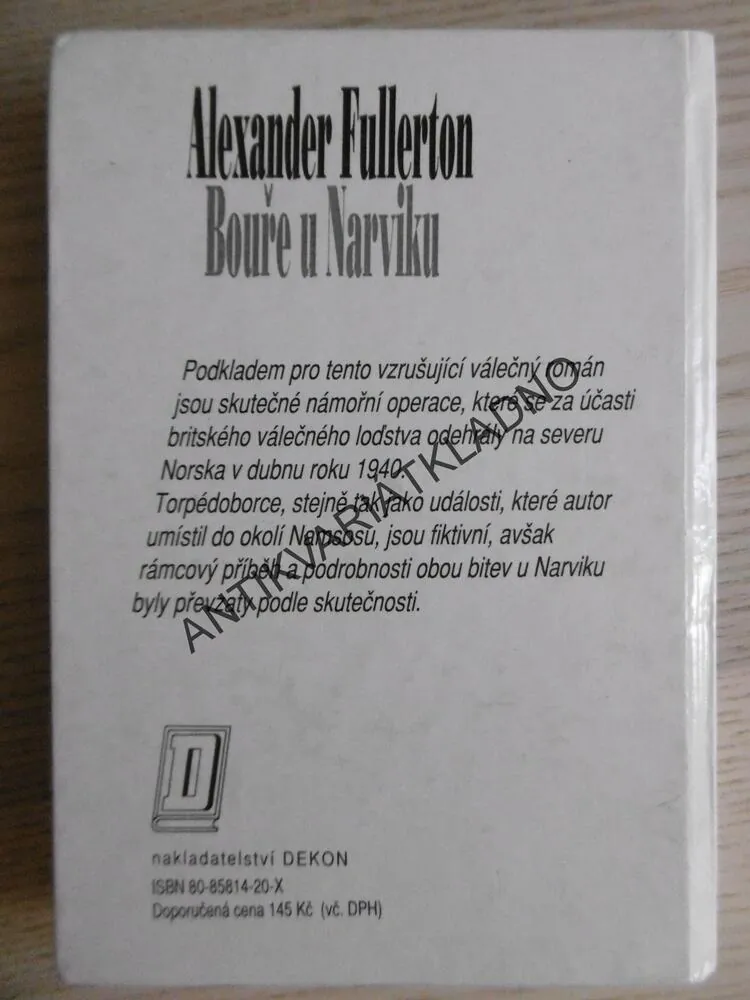 Alexander Fullerton
Bouře u Narviku
Podkladem pro tento vzrušující válečný román
jsou skutečné námořní operace, které se za účasti
britského válečného loďstva odehrály na severu
Norska v dubnu roku 1940.
Torpédoborce, stejně tak jako události, které autor
umístil do okolí Namsosu, jsou fiktivní, avšak
rámcový příběh a podrobnosti obou bitev u Narviku
byly převzaty podle skutečnosti.
ANTIKVARIÁTKLADNO
D
nakladatelství DEKON
ISBN 80-85814-20-X
Doporučená cena 145 Kč (vč. DPH)